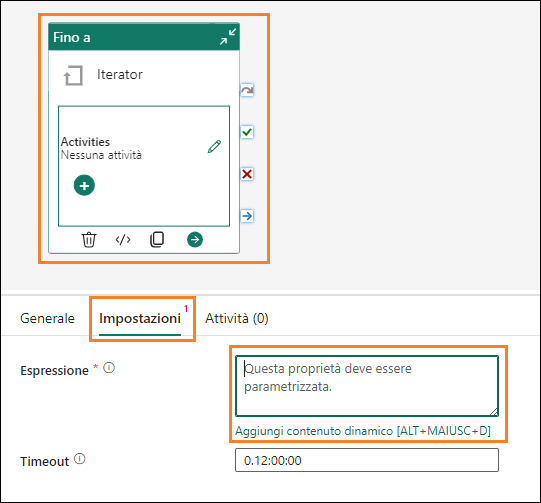 Fino a
Iterator
Activities
Nessuna attività
</>
Generale
Impostazioni 1
Attività (0)
Espressione *
Questa proprietà deve essere
parametrizzata.
Aggiungi contenuto dinamico [ALT+MAIUSC+D]
Timeout
0.12:00:00